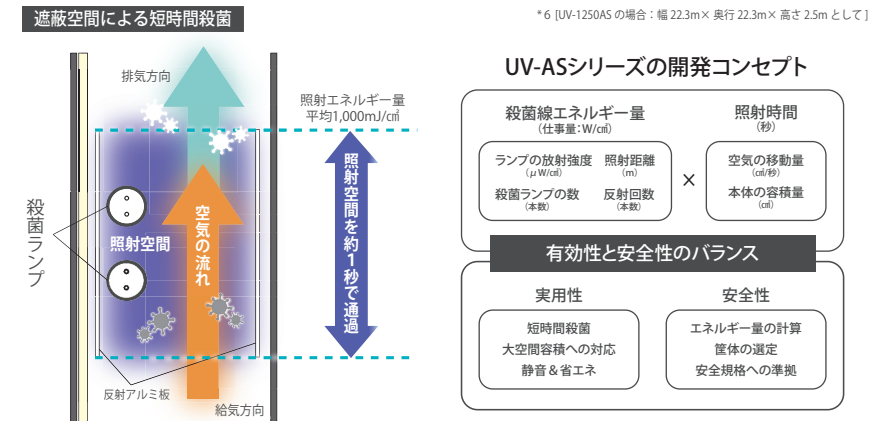 遮蔽空間による短時間殺菌
排気方向
照射エネルギー量
平均1,000mJ/c㎡
殺菌ランプ
照射空間
空気の流れ
照射空間を約1秒で通過
反射アルミ板
給気方向
*6 [UV-1250AS の場合：幅 22.3m× 奥行 22.3m× 高さ 2.5m として ]
UV-ASシリーズの開発コンセプト
殺菌線エネルギー量
（仕事量：W/c㎡）
ランプの放射強度
（μW/c㎡）
照射距離
（m）
殺菌ランプの数
（本数）
反射回数
（本数）
×
照射時間
（秒）
空気の移動量
（c㎡/秒）
本体の容積量
（c㎡）
有効性と安全性のバランス
実用性
短時間殺菌
大空間容積への対応
静音＆省エネ
安全性
エネルギー量の計算
筐体の選定
安全規格への準拠